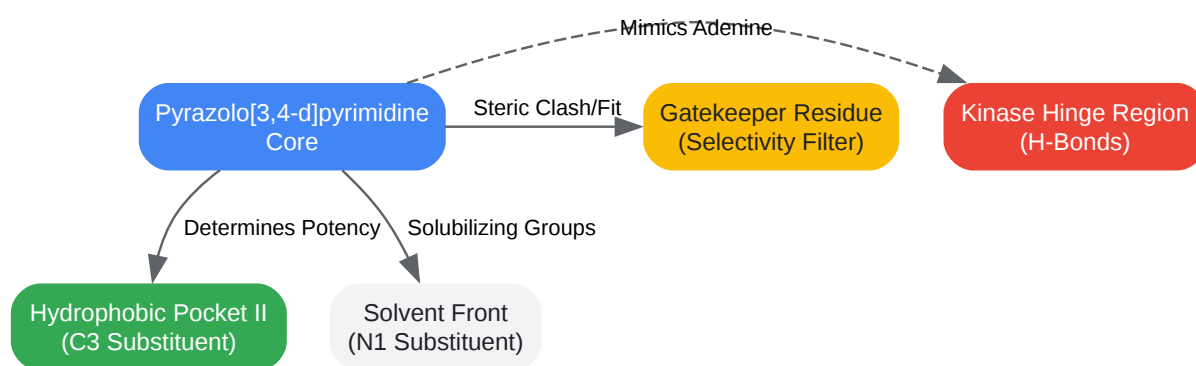 Mimics Adenine
Pyrazolo[3,4-d]pyrimidine
Core
Steric Clash/Fit
Gatekeeper Residue
(Selectivity Filter)
Kinase Hinge Region
(H-Bonds)
Determines Potency
Solubilizing Groups
Hydrophobic Pocket II
(C3 Substituent)
Solvent Front
(N1 Substituent)